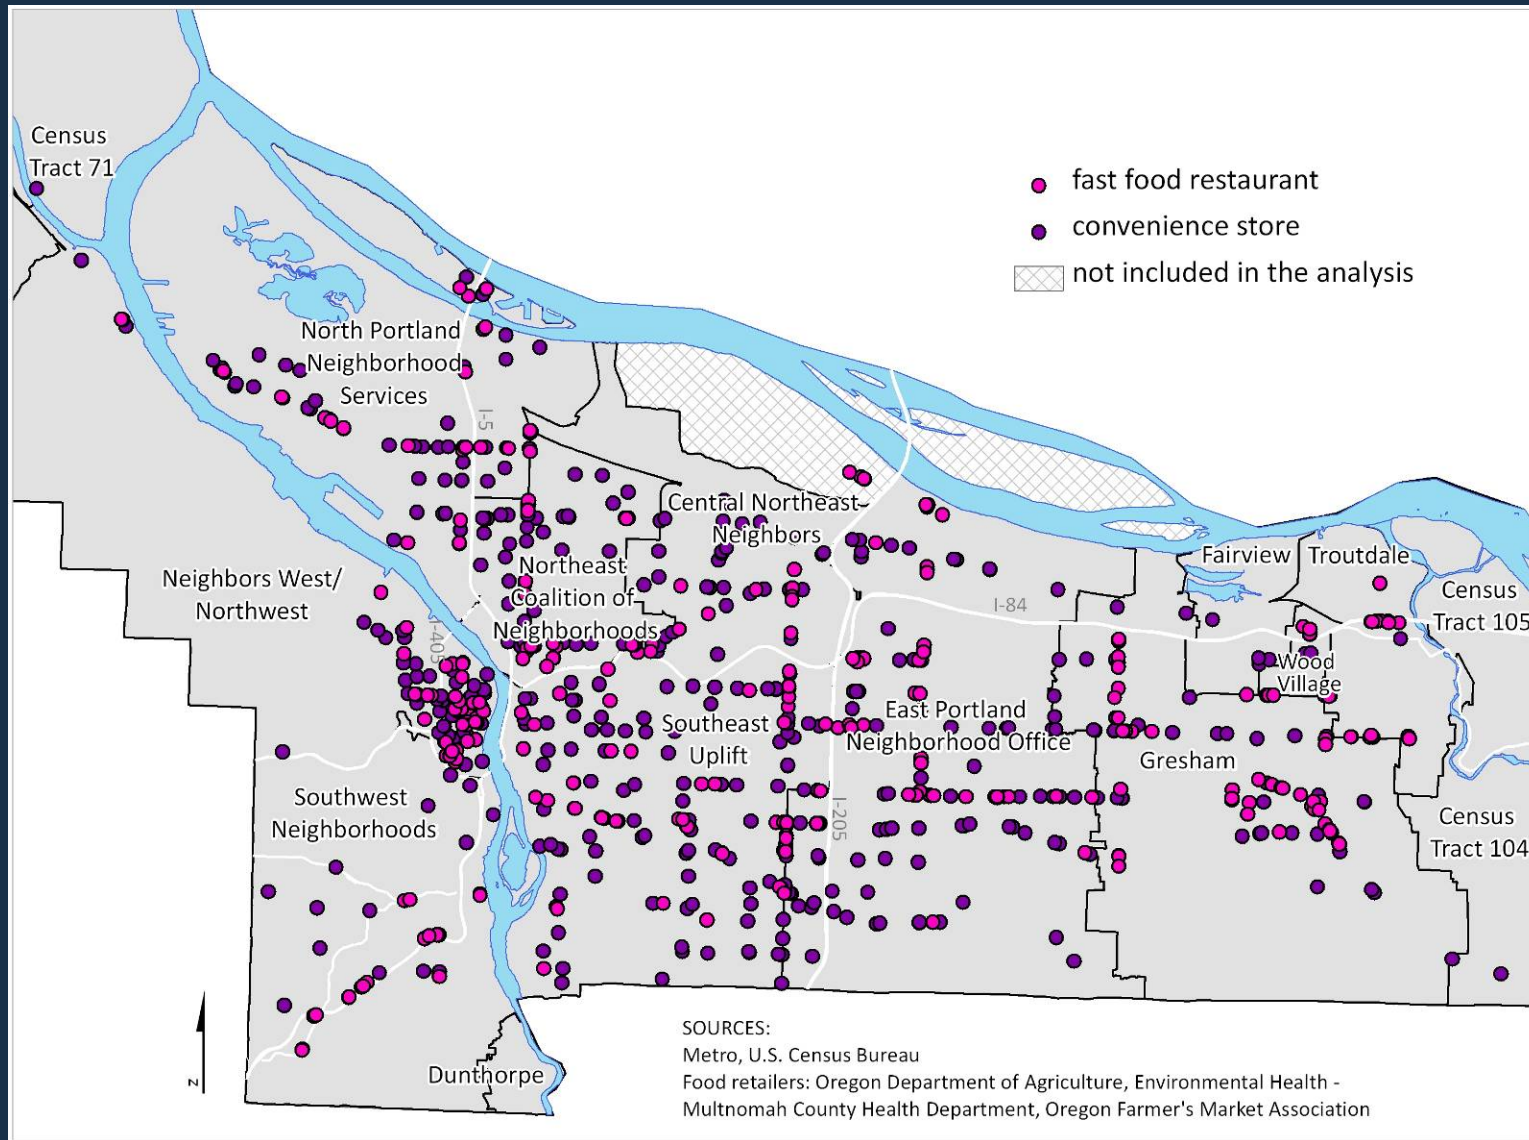 Census
Tract 71
fast food restaurant
convenience store
not included in the analysis
North Portland
Neighborhood
Services
I-5
Central Northeast
Neighbors
Fairview
Troutdale
Neighbors West/
Northwest
Northeast
Coalition of
Neighborhoods
I-84
Census
Tract 105
I-405
Wood
Village
Southeast
Uplift
East Portland
Neighborhood Office
Gresham
Southwest
Neighborhoods
I-205
Census
Tract 104
z
Dunthorpe
SOURCES:
Metro, U.S. Census Bureau
Food retailers: Oregon Department of Agriculture, Environmental Health -
Multnomah County Health Department, Oregon Farmer's Market Association